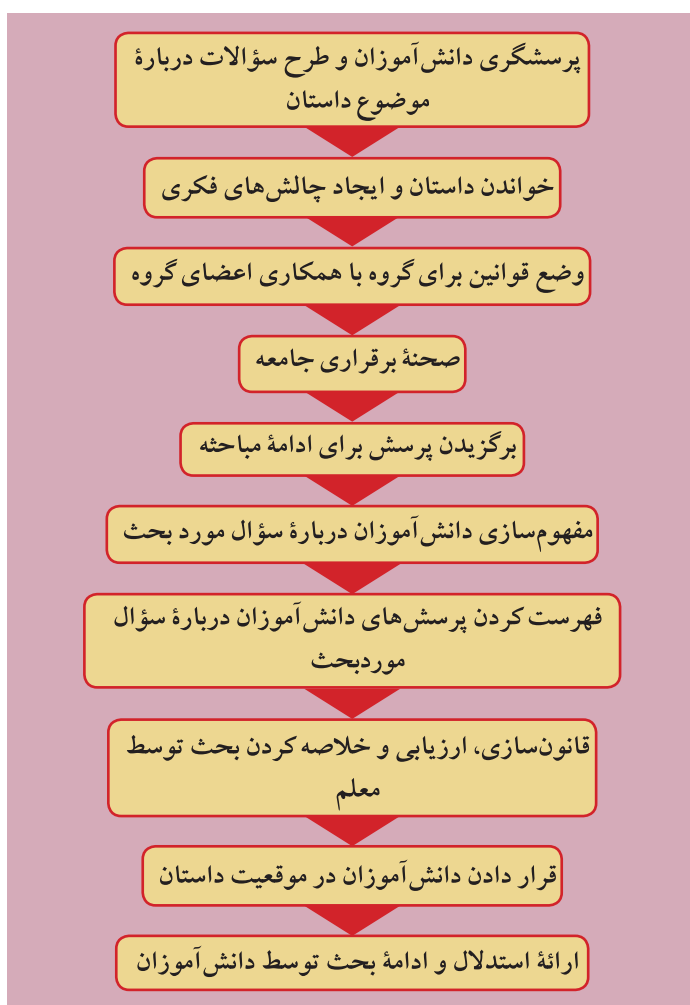 پرسشگری دانش‌آموزان و طرح سؤالات دربارهٔ
موضوع داستان
خواندن داستان و ایجاد چالش‌های فکری
وضع قوانین برای گروه با همکاری اعضای گروه
صحنهٔ برقراری جامعه
برگزیدن پرسش برای ادامهٔ مباحثه
مفهوم‌سازی دانش‌آموزان دربارهٔ سؤال مورد بحث
فهرست کردن پرسش‌های دانش‌آموزان دربارهٔ سؤال
موردبحث
قانون‌سازی، ارزیابی و خلاصه کردن بحث توسط
معلم
قرار دادن دانش‌آموزان در موقعیت داستان
ارائهٔ استدلال و ادامهٔ بحث توسط دانش‌آموزان